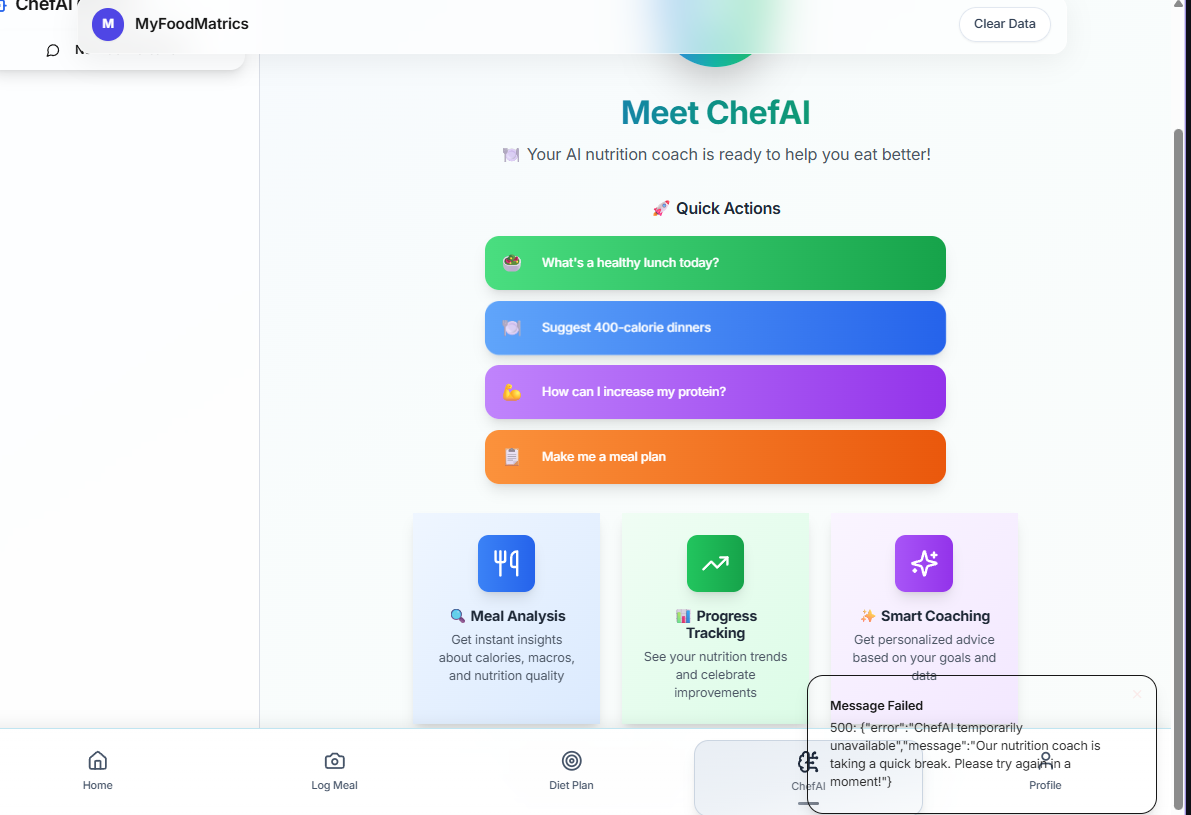 ChefAI
M
MyFoodMatrics
Clear Data
Meet ChefAI
Your AI nutrition coach is ready to help you eat better!
Quick Actions
What's a healthy lunch today?
Suggest 400-calorie dinners
How can I increase my protein?
Make me a meal plan
Meal Analysis
Get instant insights
about calories, macros,
and nutrition quality
Progress
Tracking
See your nutrition trends
and celebrate
improvements
Smart Coaching
Get personalized advice
based on your goals and
data
Message Failed
500: {"error":"ChefAI temporarily
unavailable","message":"Our nutrition coach is
taking a quick break. Please try again in a
moment!"}
Home
Log Meal
Diet Plan
ChefAI
Profile